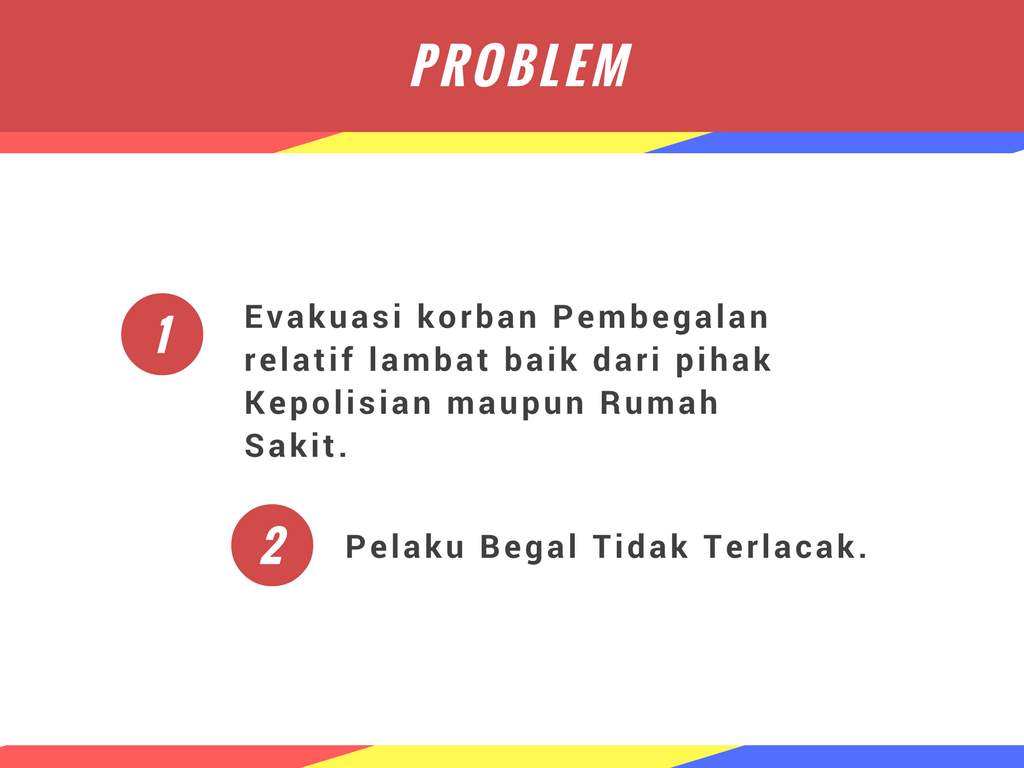 PROBLEM
1
Evakuasi korban Pembegalan
relatif lambat baik dari pihak
Kepolisian maupun Rumah
Sakit.
2
Pelaku Begal Tidak Terlacak.